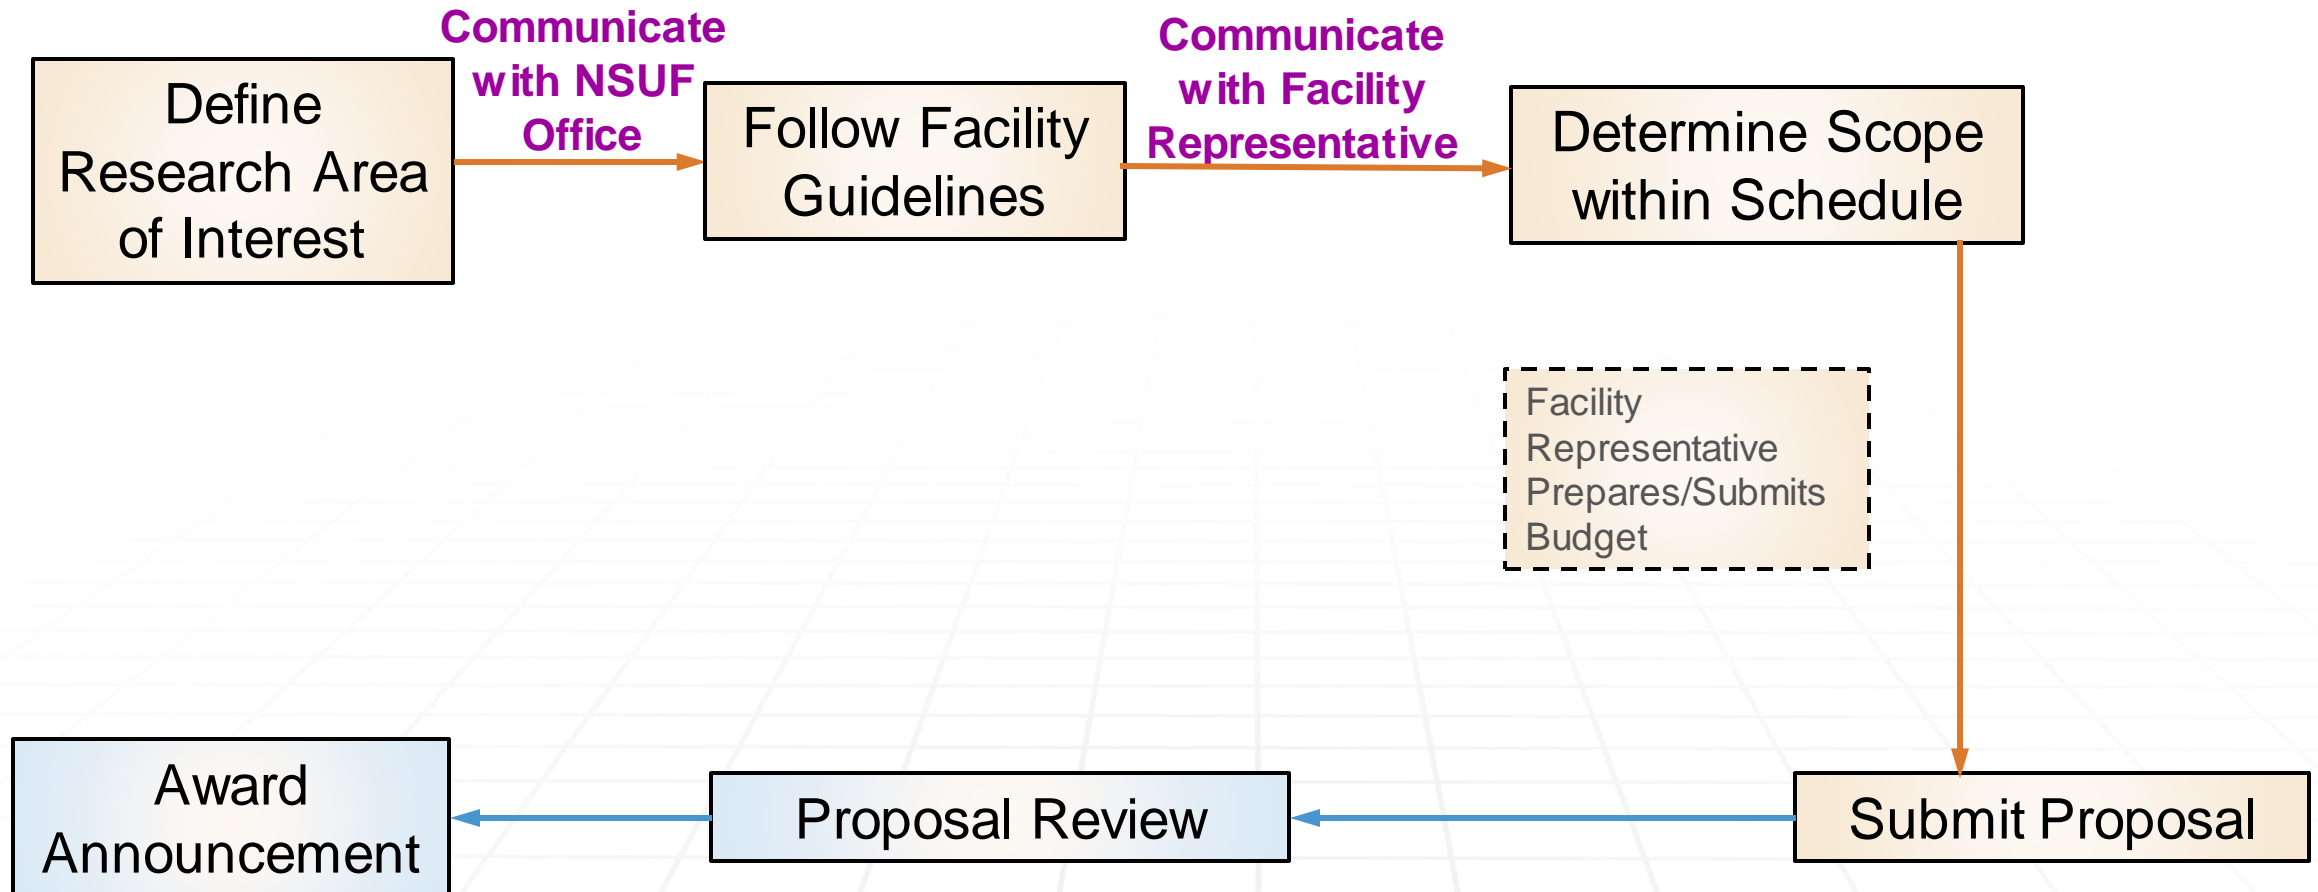 Communicate
with NSUF
Office
Communicate
with Facility
Representative
Define
Research Area
of Interest
Follow Facility
Guidelines
Determine Scope
within Schedule
Facility
Representative
Prepares/Submits
Budget
Award
Announcement
Proposal Review
Submit Proposal